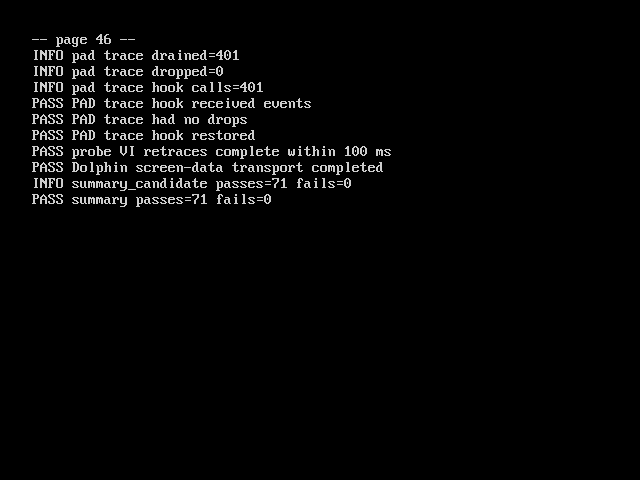 -- page 46 --
INFO pad trace drained=401
INFO pad trace dropped=0
INFO pad trace hook calls=401
PASS PAD trace hook received events
PASS PAD trace had no drops
PASS PAD trace hook restored
PASS probe VI retraces complete within 100 ms
PASS Dolphin screen-data transport completed
INFO summary_candidate passes=71 fails=0
PASS summary passes=71 fails=0